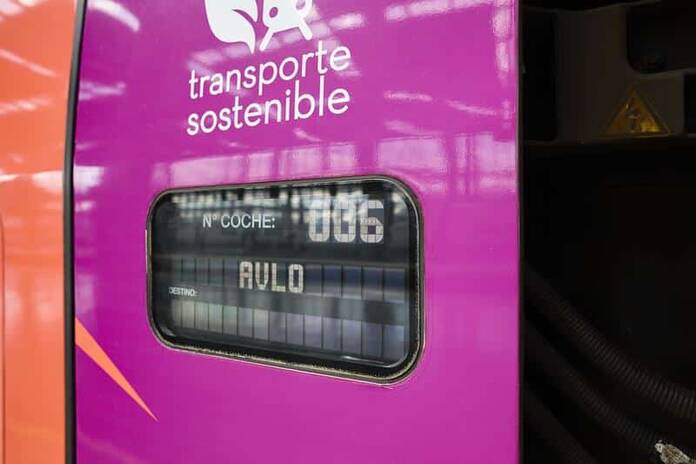 transporte
sostenible
Nº COCHE: 006
AVLO
DESTINO: